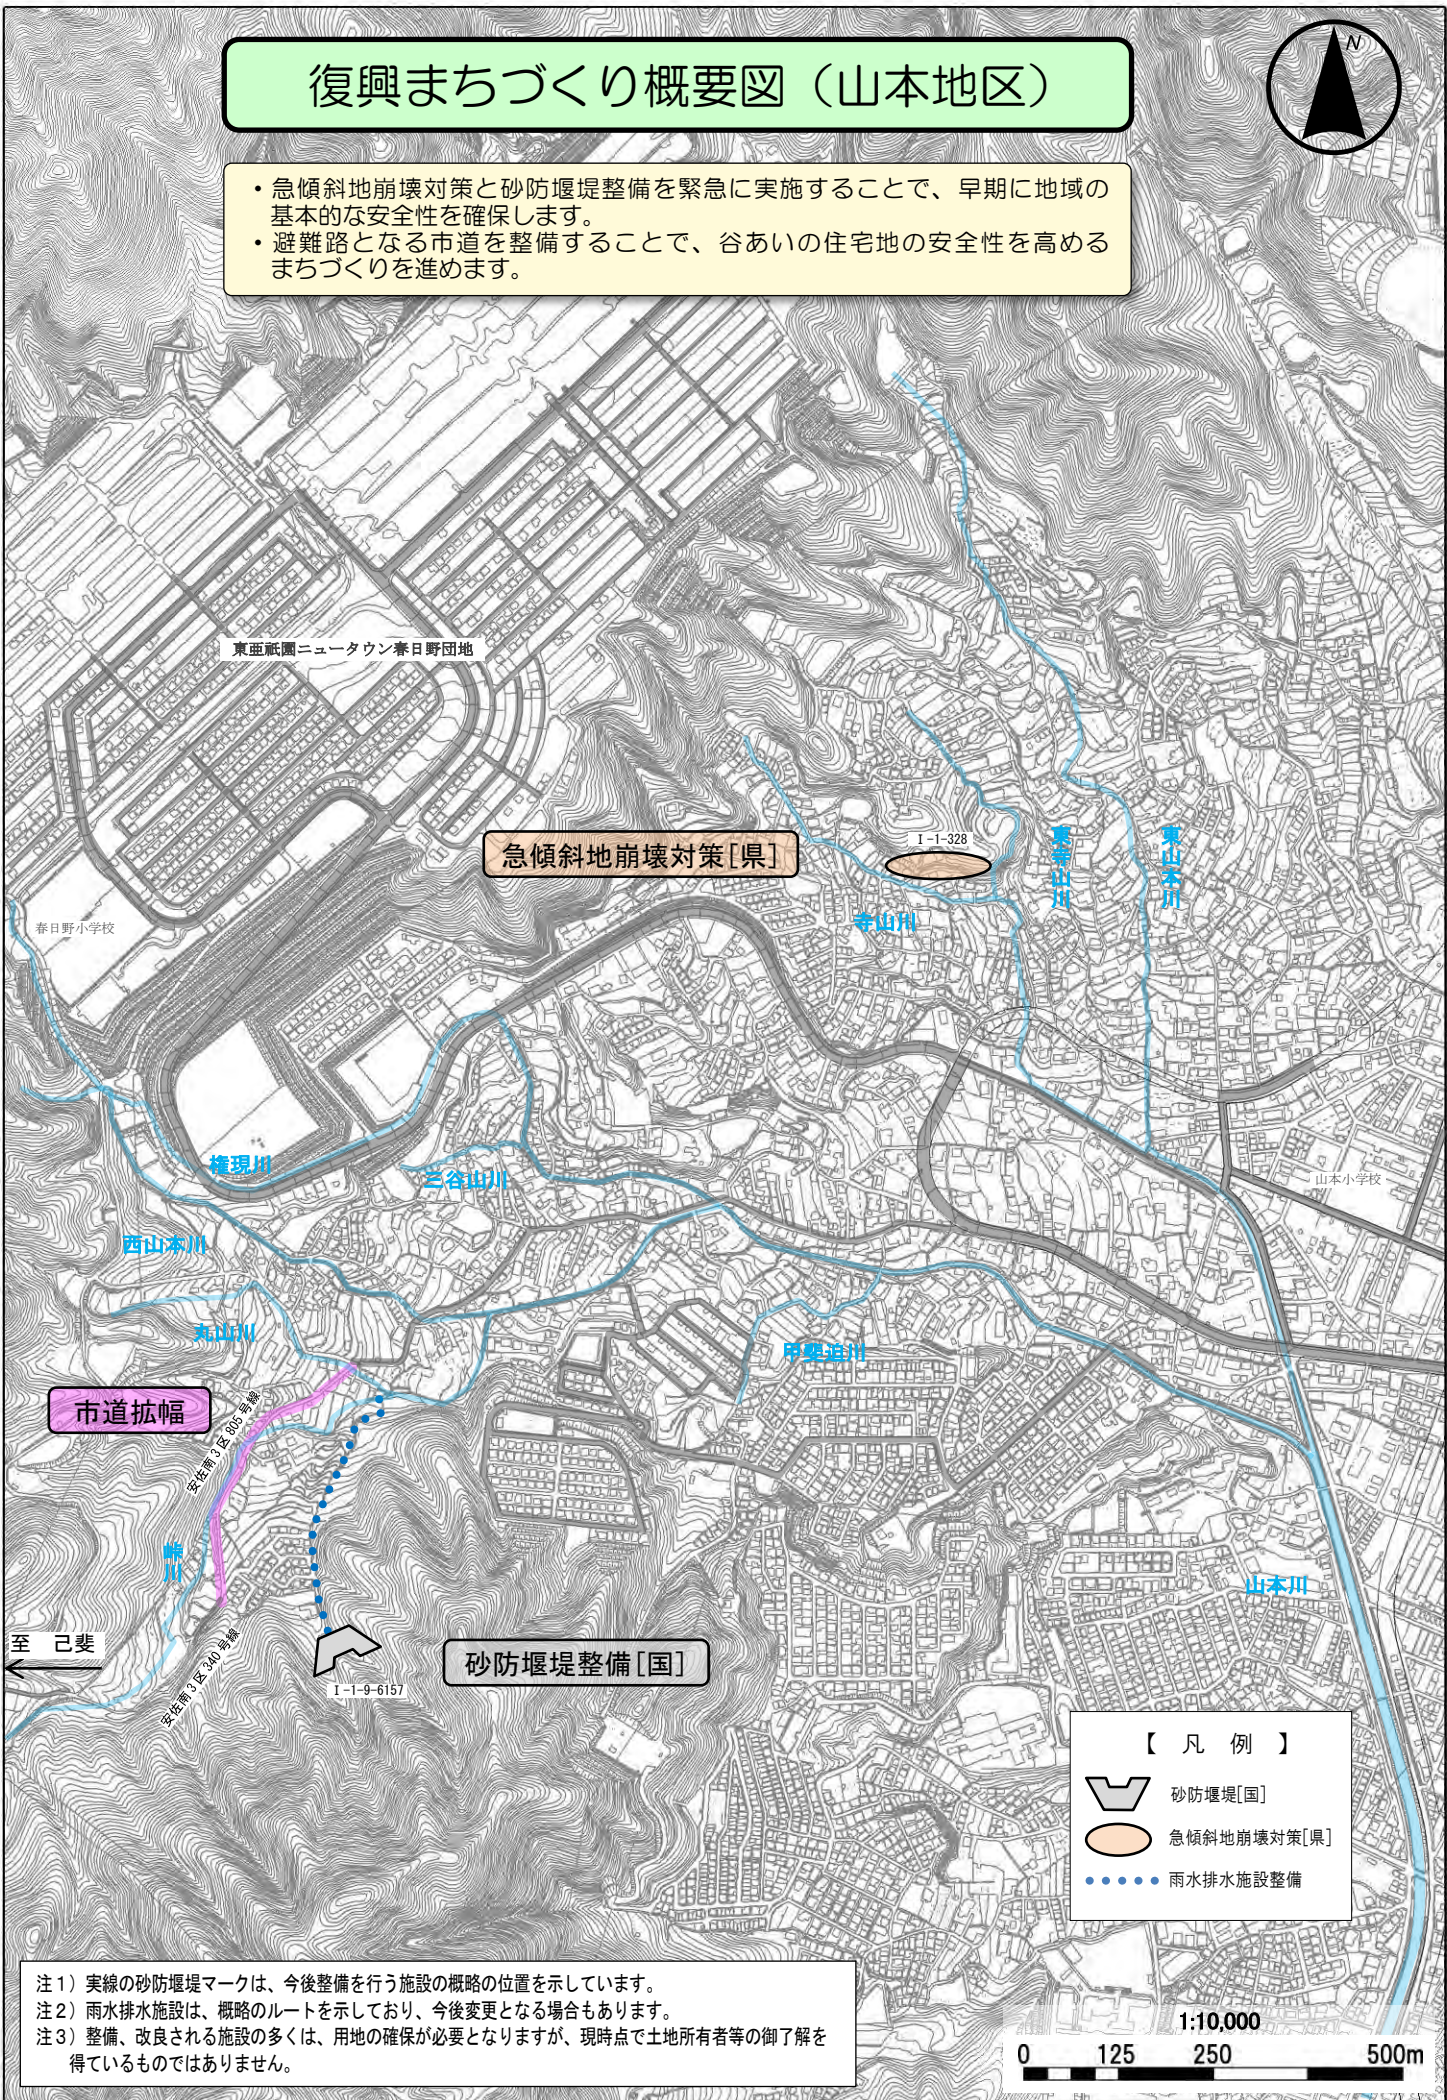 復興まちづくり概要図（山本地区）
N
・急傾斜地崩壊対策と砂防堰堤整備を緊急に実施することで、早期に地域の
基本的な安全性を確保します。
・避難路となる市道を整備することで、谷あいの住宅地の安全性を高める
まちづくりを進めます。
東亜祇園ニュータウン春日野団地
急傾斜地崩壊対策[県]
Ⅰ-1-328
東寺山川
東山本川
寺山川
春日野小学校
権現川
三谷山川
山本小学校
西山本川
丸山川
甲斐迫川
市道拡幅
安佐南3区805号線
峠川
山本川
至　己斐
安佐南3区340号線
砂防堰堤整備[国]
Ⅰ-1-9-6157
【　凡　例　】
砂防堰堤[国]
急傾斜地崩壊対策[県]
雨水排水施設整備
注1）実線の砂防堰堤マークは、今後整備を行う施設の概略の位置を示しています。
注2）雨水排水施設は、概略のルートを示しており、今後変更となる場合もあります。
注3）整備、改良される施設の多くは、用地の確保が必要となりますが、現時点で土地所有者等の御了解を
得ているものではありません。
1:10,000
0 125 250 500m